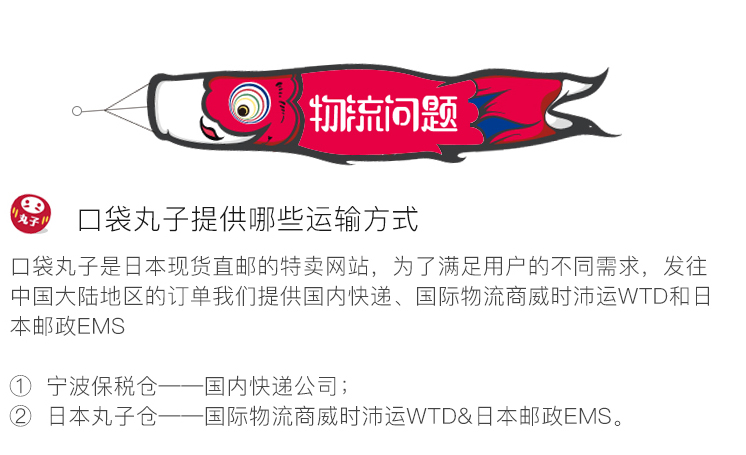 物流问题
丸子
口袋丸子提供哪些运输方式
口袋丸子是日本现货直邮的特卖网站，为了满足用户的不同需求，发往
中国大陆地区的订单我们提供国内快递、国际物流商威时沛运WTD和日
本邮政EMS
① 宁波保税仓——国内快递公司；
② 日本丸子仓——国际物流商威时沛运WTD&日本邮政EMS。